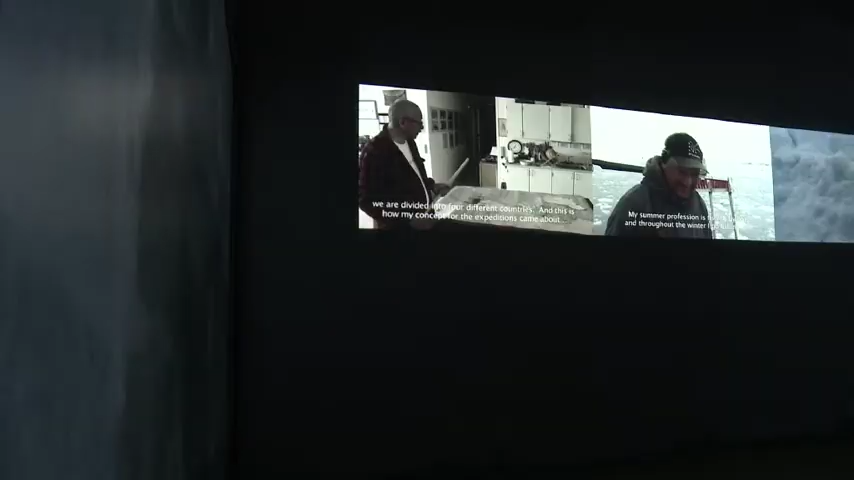 we are divided into four different countries. And this is
how my concept for the expeditions came about...
My summer profession is
and throughout the winter